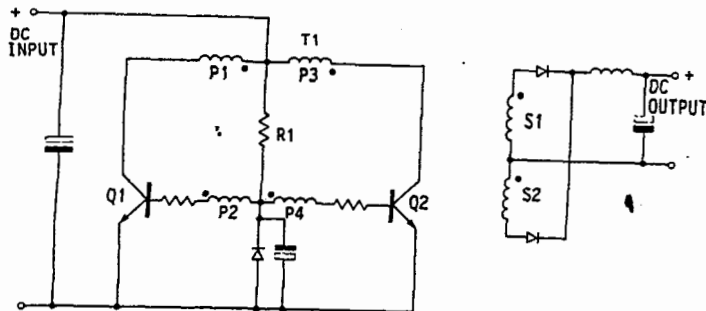 +
DC
INPUT
T1
P1
P3
R1
Q1
P2
P4
Q2
S1
S2
+
DC
OUTPUT